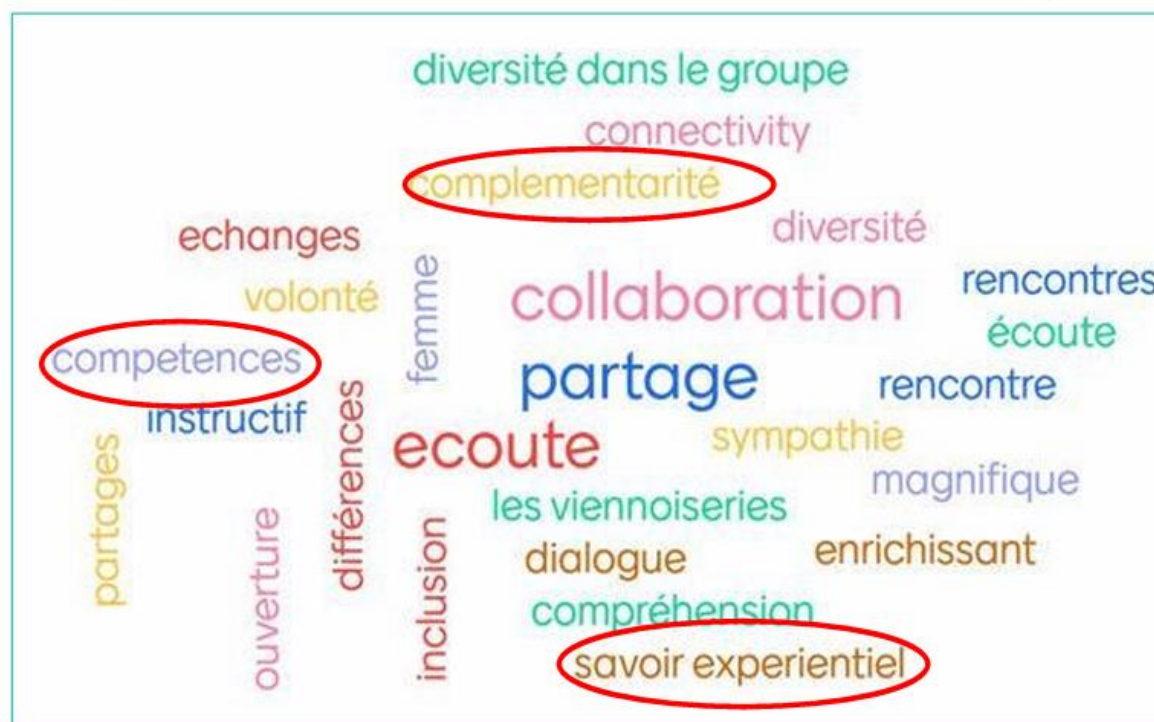 diversité dans le groupe
connectivity
complementarité
diversité
echanges
femme
collaboration
rencontres
volonté
écoute
competences
partage
rencontre
instructif
différences
ecoute
sympathie
partages
magnifique
les viennoiseries
ouverture
inclusion
dialogue
enrichissant
compréhension
savoir experientiel